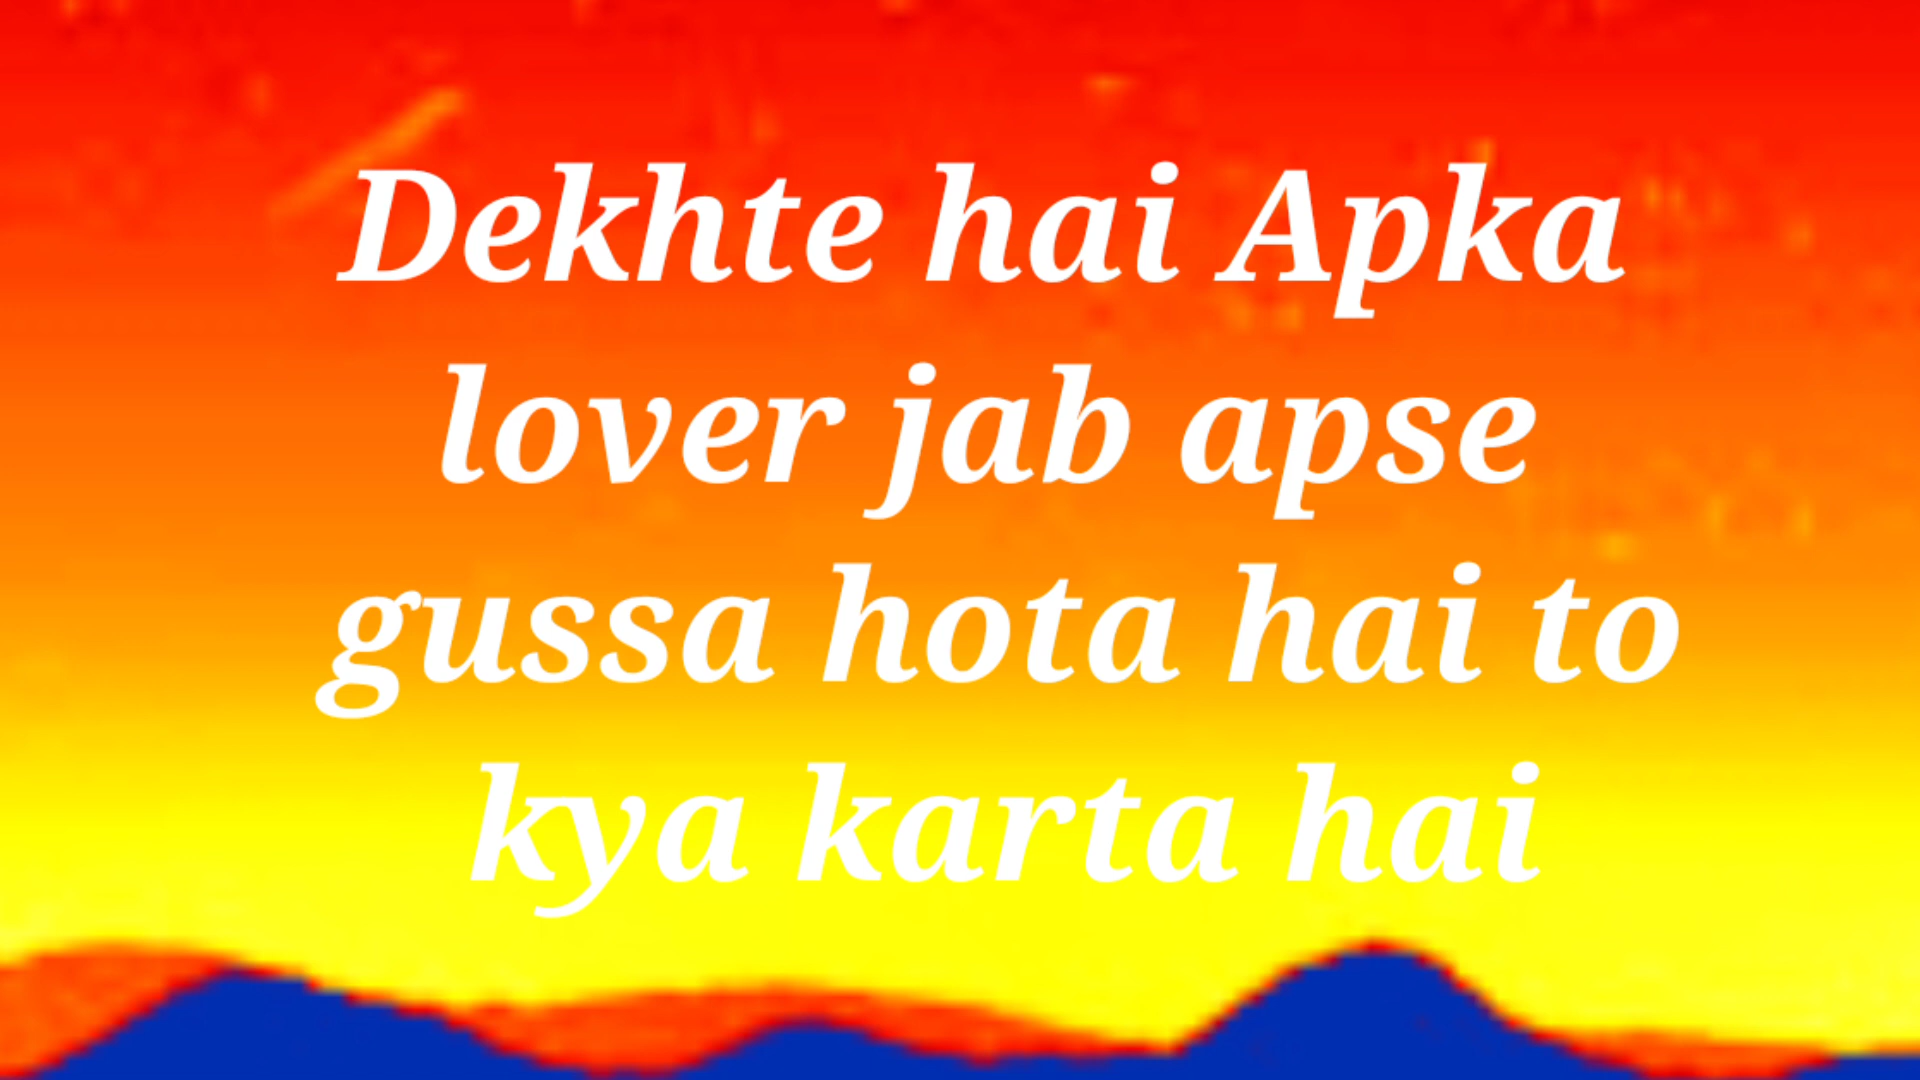 Dekhte hai Apka
lover jab apse
gussa hota hai to
kya karta hai